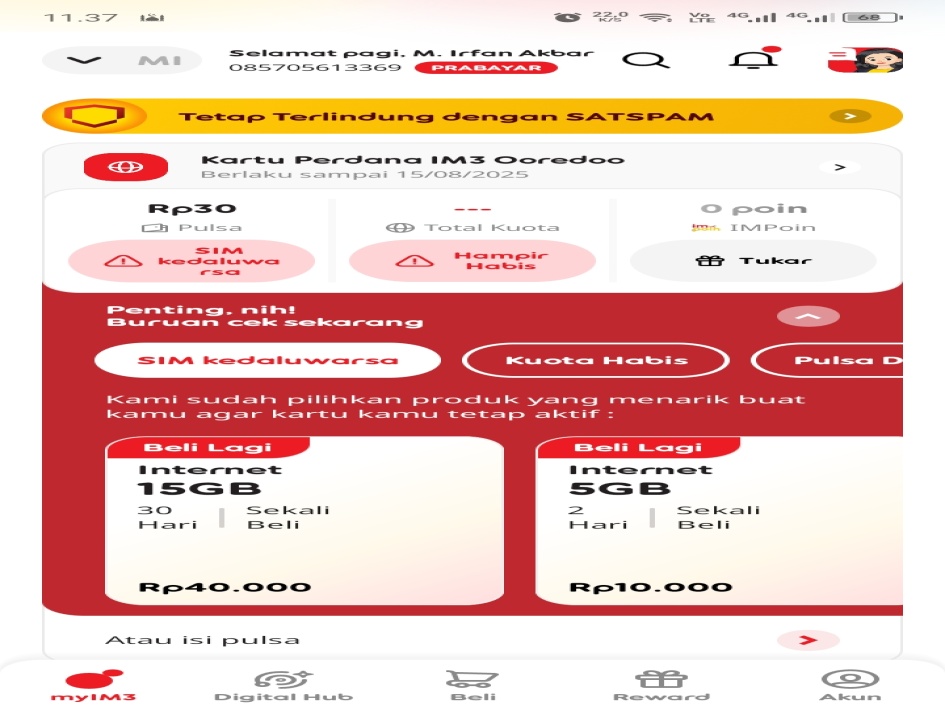 11.37
22,0 K/S Vo LTE 4G 4G 68
MI
Selamat pagi, M. Irfan Akbar
085705613369 PRABAYAR
Tetap Terlindung dengan SATSPAM
Kartu Perdana IM3 Ooredoo
Berlaku sampai 15/08/2025
Rp30
Pulsa
SIM
kedaluwa
rsa
---
Total Kuota
Hampir
Habis
0 poin
IMPoin
Tukar
Penting, nih!
Buruan cek sekarang
SIM kedaluwarsa
Kuota Habis
Pulsa D
Kami sudah pilihkan produk yang menarik buat
kamu agar kartu kamu tetap aktif :
Beli Lagi
Internet
15GB
30
Hari
Sekali
Beli
Rp40.000
Beli Lagi
Internet
5GB
2
Hari
Sekali
Beli
Rp10.000
Atau isi pulsa
myIM3
Digital Hub
Beli
Reward
Akun